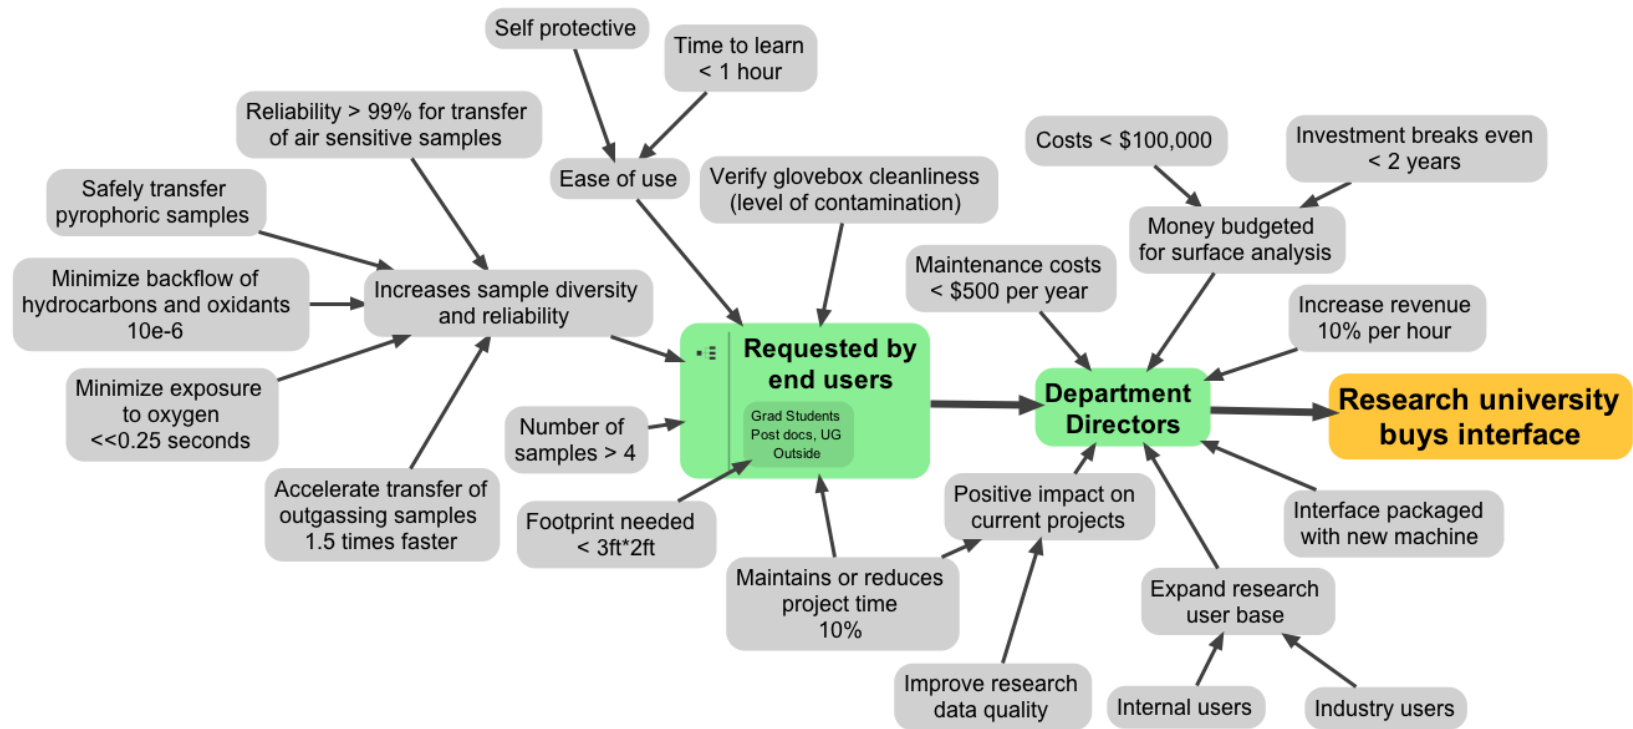 Self protective
Time to learn
< 1 hour
Reliability > 99% for transfer
of air sensitive samples
Ease of use
Safely transfer
pyrophoric samples
Verify glovebox cleanliness
(level of contamination)
Costs < $100,000
Investment breaks even
< 2 years
Money budgeted
for surface analysis
Minimize backflow of
hydrocarbons and oxidants
10e-6
Increases sample diversity
and reliability
Maintenance costs
< $500 per year
Increase revenue
10% per hour
Minimize exposure
to oxygen
<<0.25 seconds
Requested by
end users
Grad Students
Post docs, UG
Outside
Department
Directors
Research university
buys interface
Number of
samples > 4
Accelerate transfer of
outgassing samples
1.5 times faster
Footprint needed
< 3ft*2ft
Positive impact on
current projects
Interface packaged
with new machine
Maintains or reduces
project time
10%
Expand research
user base
Improve research
data quality
Internal users
Industry users